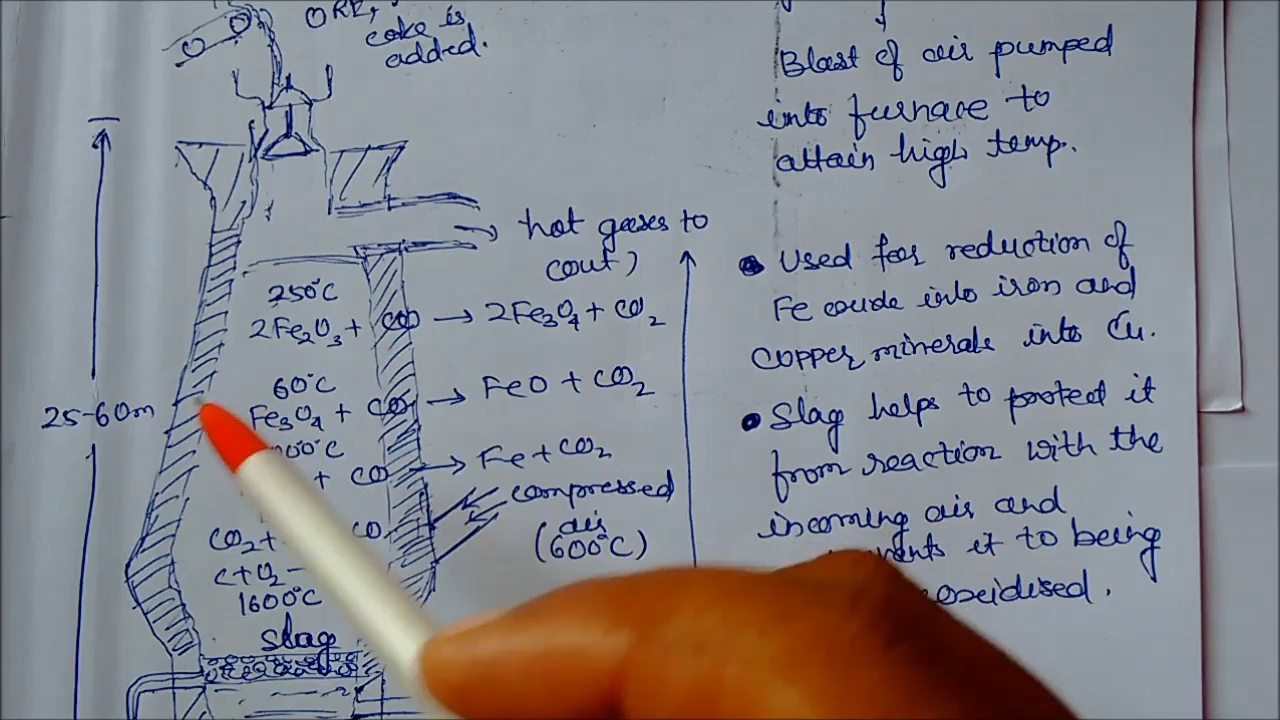 ORE,
coke is
added.
Blast of air pumped
into furnace to
attain high temp.
hot gases to
(out)
250°C
2Fe₂O₃ + CO → 2Fe₃O₄ + CO₂
60°C
Fe₃O₄ + CO → FeO + CO₂
00°C
+ CO → Fe + CO₂
25-60m
compressed
air
(600°C)
CO₂+ CO
C+O₂ –
1600°C
Slag
• Used for reduction of
Fe oxide into iron and
copper minerals into Cu.
• Slag helps to protect it
from reaction with the
incoming air and
it to being
oxidised.